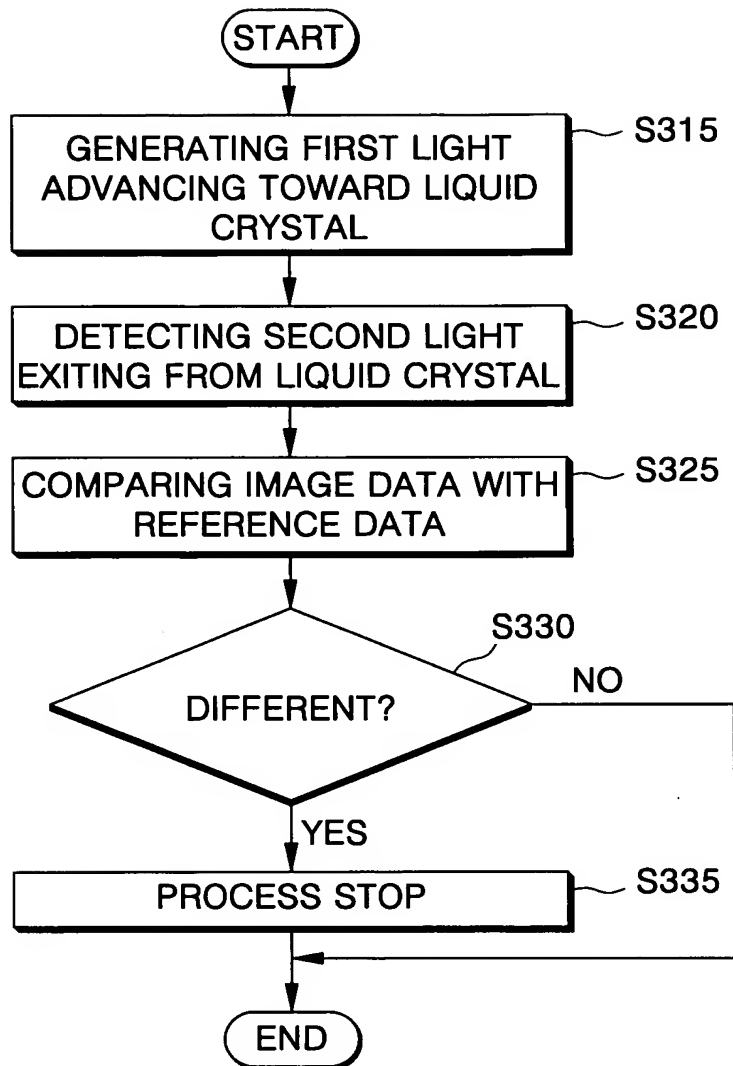 START
GENERATING FIRST LIGHT
ADVANCING TOWARD LIQUID
CRYSTAL
S315
DETECTING SECOND LIGHT
EXITING FROM LIQUID CRYSTAL
S320
COMPARING IMAGE DATA WITH
REFERENCE DATA
S325
DIFFERENT?
S330
NO
YES
PROCESS STOP
S335
END